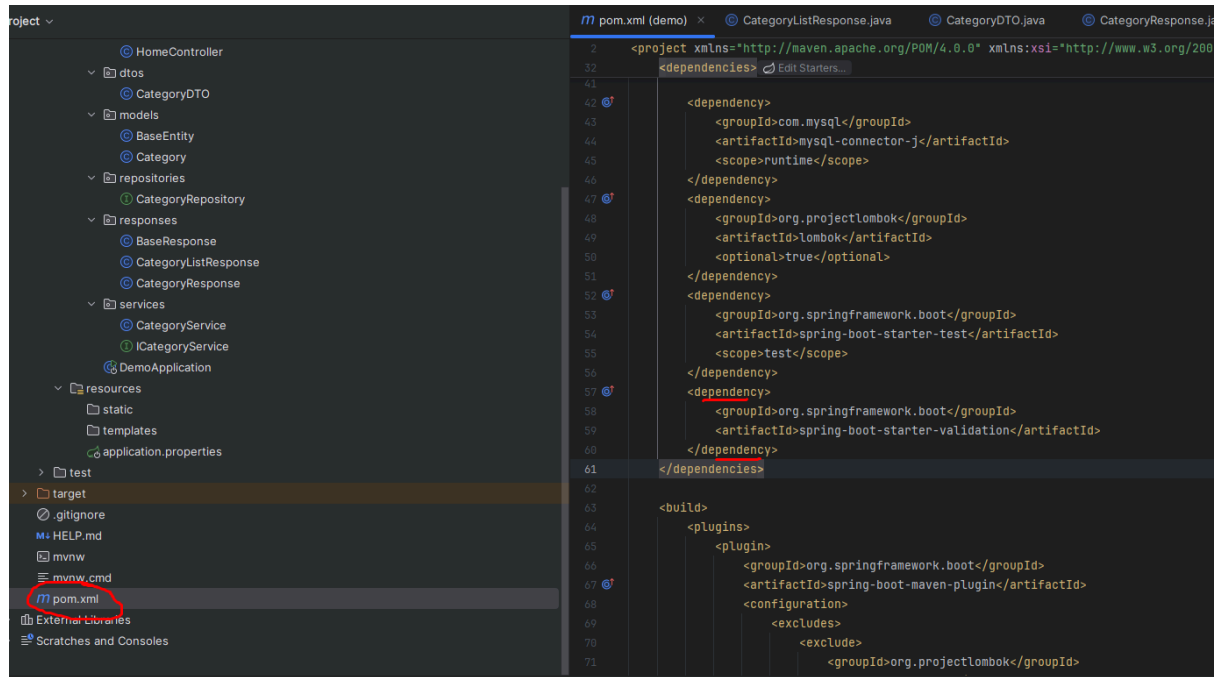 roject
HomeController
dtos
CategoryDTO
models
BaseEntity
Category
repositories
CategoryRepository
responses
BaseResponse
CategoryListResponse
CategoryResponse
services
CategoryService
ICategoryService
DemoApplication
resources
static
templates
application.properties
test
target
.gitignore
M↓ HELP.md
mvnw
mvnw.cmd
m pom.xml
External Libraries
Scratches and Consoles
m pom.xml (demo) × CategoryListResponse.java CategoryDTO.java CategoryResponse.ja
2 <project xmlns="http://maven.apache.org/POM/4.0.0" xmlns:xsi="http://www.w3.org/200
32 <dependencies> Edit Starters...
41
42 <dependency>
43 <groupId>com.mysql</groupId>
44 <artifactId>mysql-connector-j</artifactId>
45 <scope>runtime</scope>
46 </dependency>
47 <dependency>
48 <groupId>org.projectlombok</groupId>
49 <artifactId>lombok</artifactId>
50 <optional>true</optional>
51 </dependency>
52 <dependency>
53 <groupId>org.springframework.boot</groupId>
54 <artifactId>spring-boot-starter-test</artifactId>
55 <scope>test</scope>
56 </dependency>
57 <dependency>
58 <groupId>org.springframework.boot</groupId>
59 <artifactId>spring-boot-starter-validation</artifactId>
60 </dependency>
61 </dependencies>
62
63 <build>
64 <plugins>
65 <plugin>
66 <groupId>org.springframework.boot</groupId>
67 <artifactId>spring-boot-maven-plugin</artifactId>
68 <configuration>
69 <excludes>
70 <exclude>
71 <groupId>org.projectlombok</groupId>